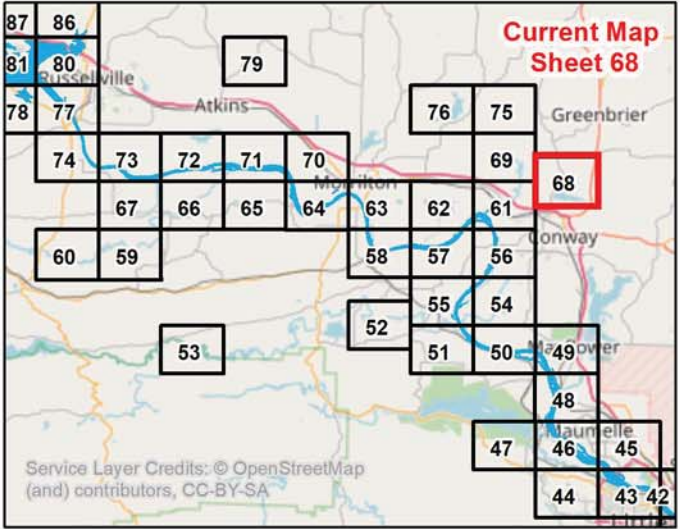 87 86
Current Map
Sheet 68
81 80
Russellville
79
78 77
Atkins
76 75
Greenbrier
74 73 72 71 70
69
68
Morrilton
67 66 65 64 63 62 61
Conway
60 59
58 57 56
55 54
52
53
51 50 49
48
Maumelle
47 46 45
Service Layer Credits: © OpenStreetMap
(and) contributors, CC-BY-SA
44 43 42